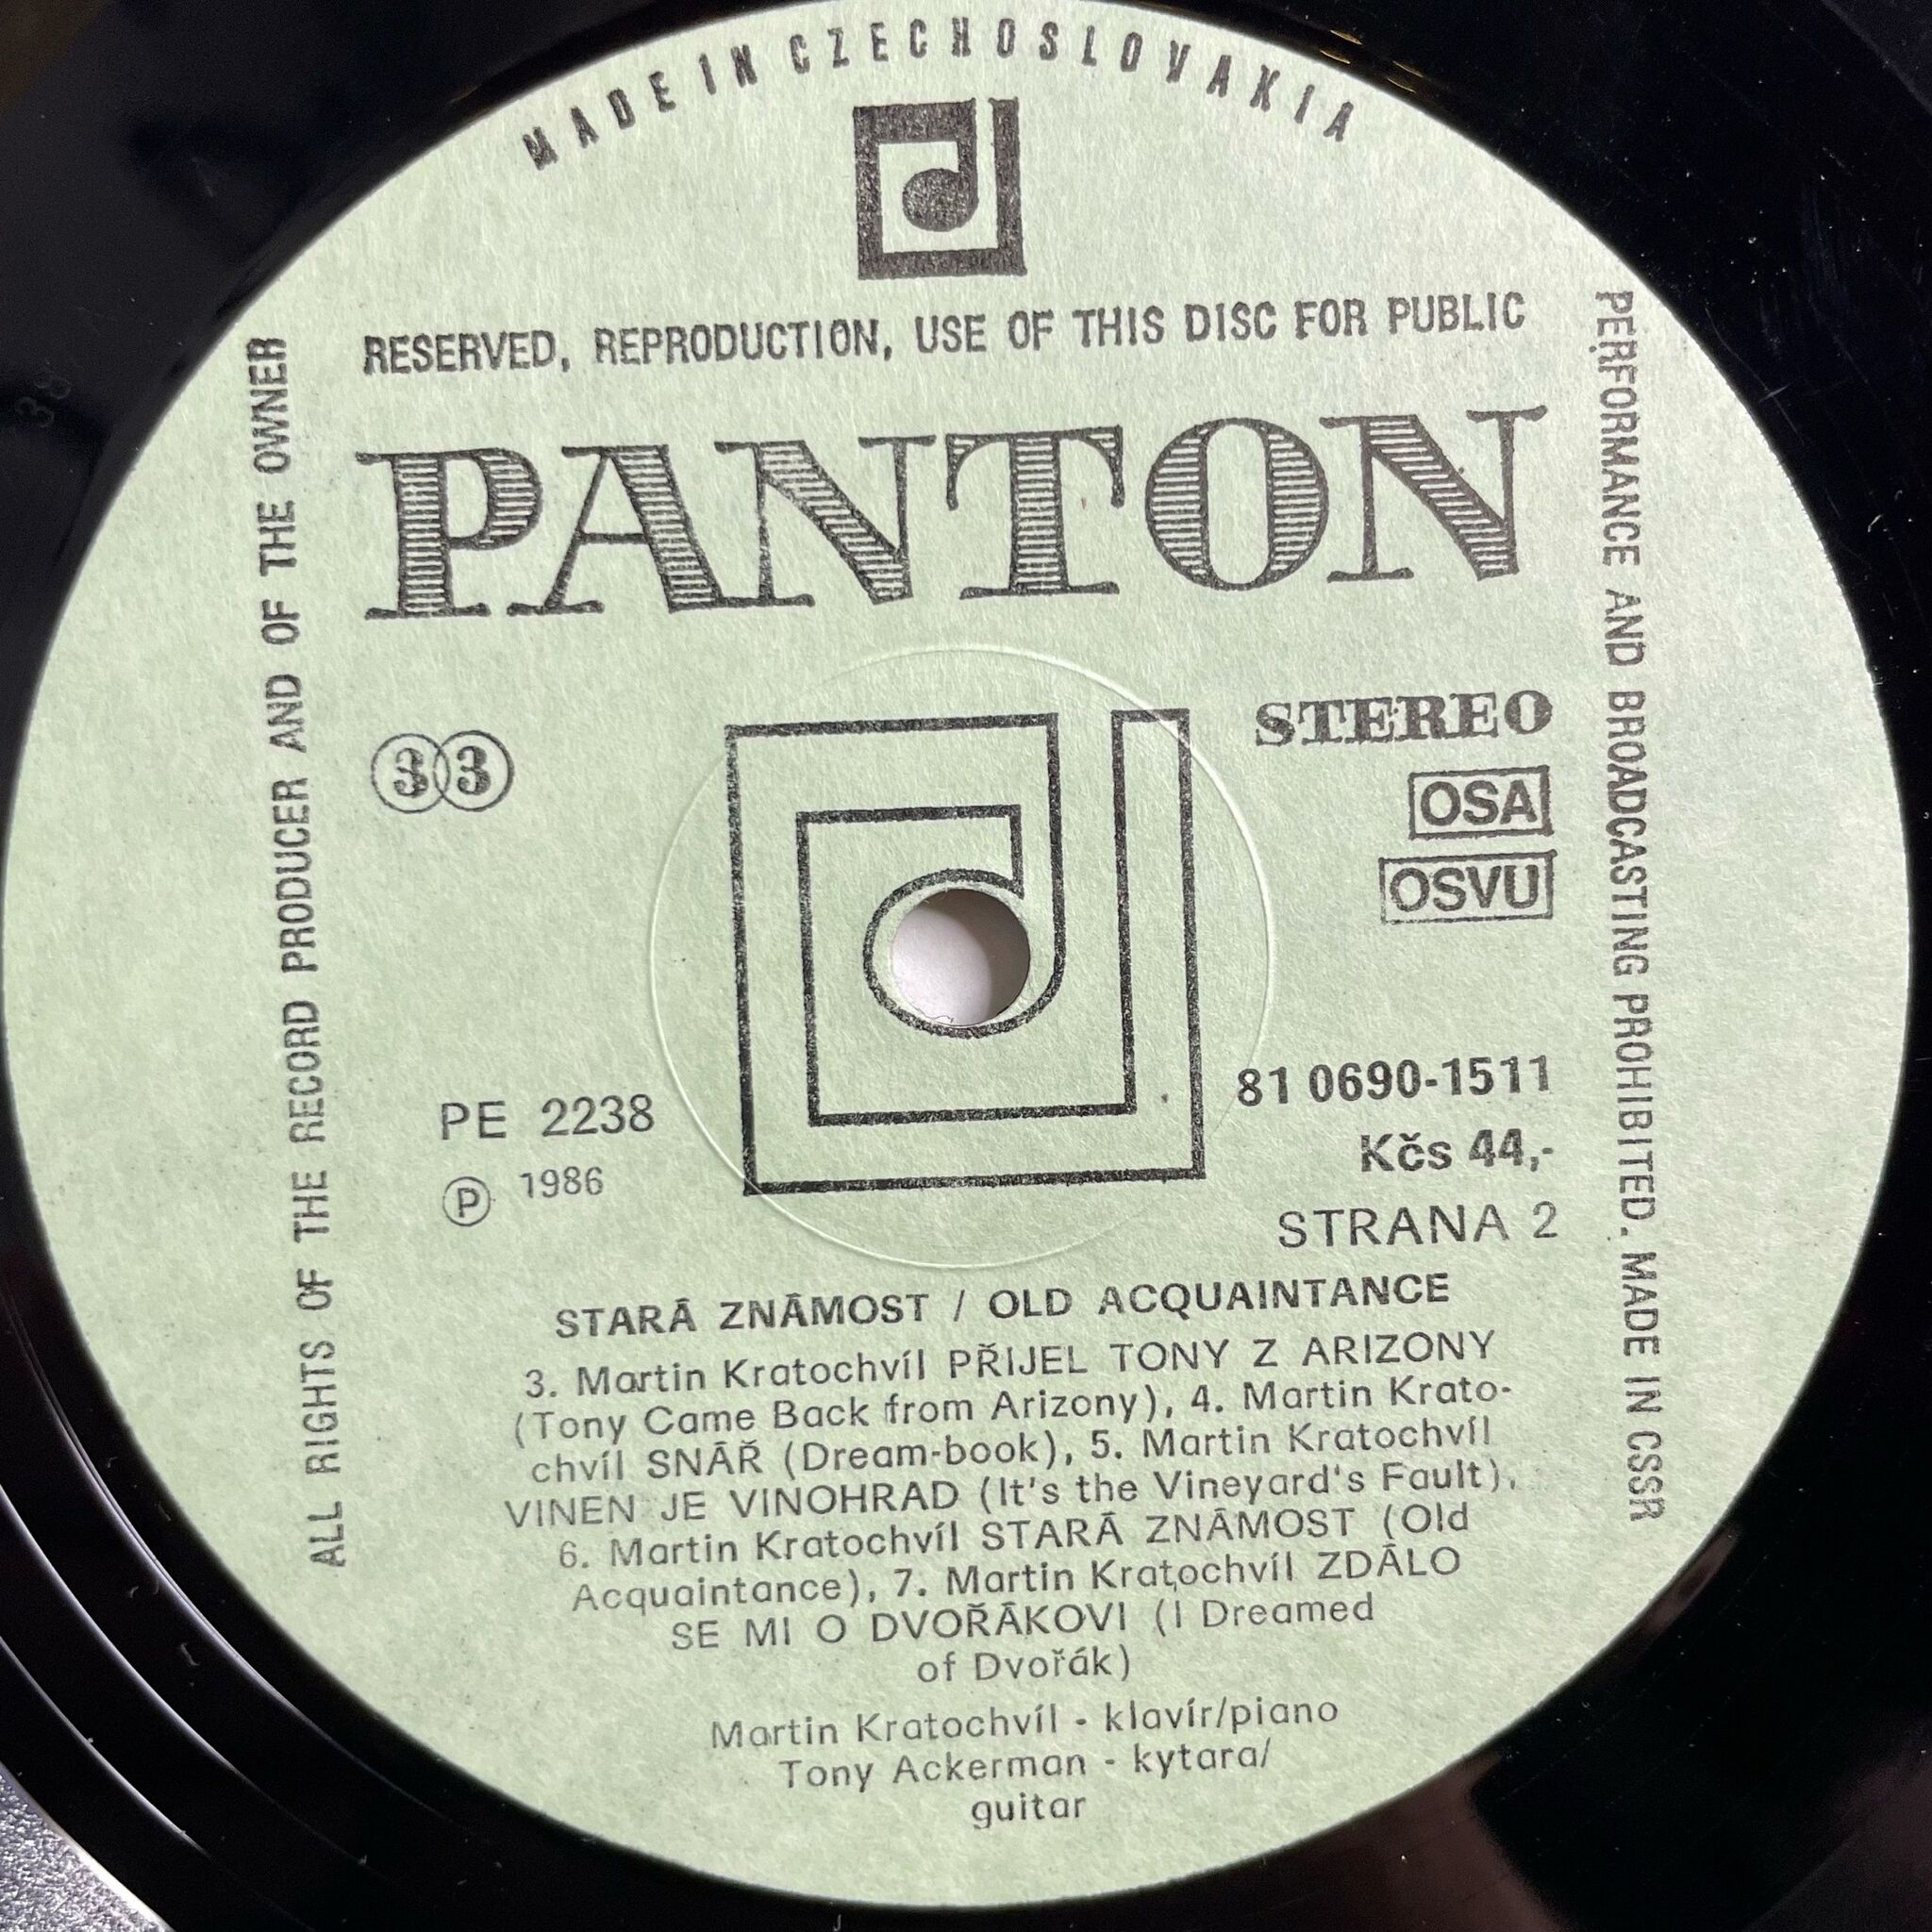 MADE IN CZECHOSLOVAKIA
ALL RIGHTS OF THE RECORD PRODUCER AND OF THE OWNER
RESERVED, REPRODUCTION, USE OF THIS DISC FOR PUBLIC
PERFORMANCE AND BROADCASTING PROHIBITED. MADE IN CSSR
PANTON
33
STEREO
OSA
OSVU
PE 2238
℗ 1986
81 0690-1511
Kčs 44,-
STRANA 2
STARÁ ZNÁMOST / OLD ACQUAINTANCE
3. Martin Kratochvíl PŘIJEL TONY Z ARIZONY
(Tony Came Back from Arizony), 4. Martin Krato-
chvíl SNÁŘ (Dream-book), 5. Martin Kratochvíl
VINEN JE VINOHRAD (It's the Vineyard's Fault),
6. Martin Kratochvíl STARÁ ZNÁMOST (Old
Acquaintance), 7. Martin Kratochvíl ZDÁLO
SE MI O DVOŘÁKOVI (I Dreamed
of Dvořák)
Martin Kratochvíl - klavír/piano
Tony Ackerman - kytara/
guitar